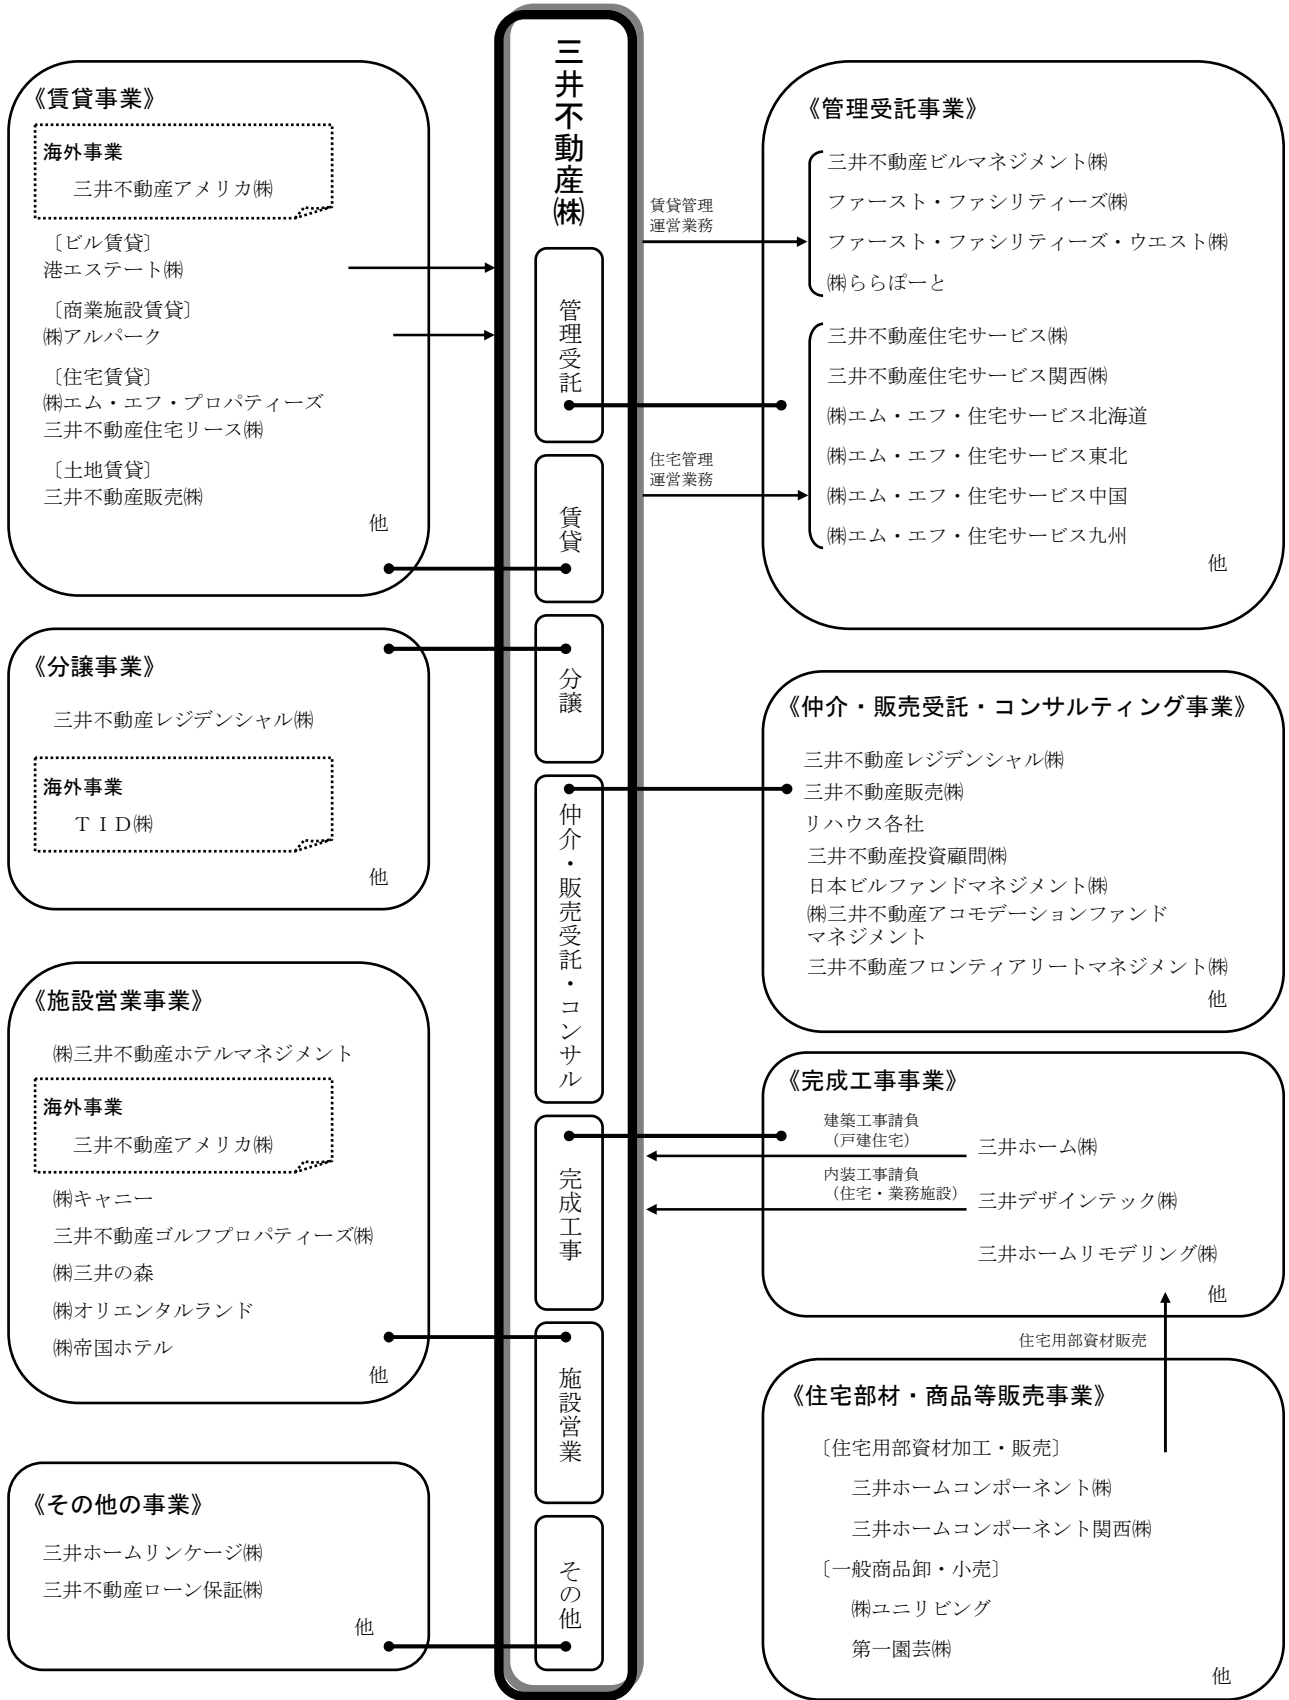 三井不動産㈱
管理受託
賃貸
分譲
仲介・販売受託・コンサル
完成工事
施設営業
その他
《賃貸事業》
海外事業
三井不動産アメリカ㈱
〔ビル賃貸〕
港エステート㈱
〔商業施設賃貸〕
㈱アルパーク
〔住宅賃貸〕
㈱エム・エフ・プロパティーズ
三井不動産住宅リース㈱
〔土地賃貸〕
三井不動産販売㈱
他
《分譲事業》
三井不動産レジデンシャル㈱
海外事業
ＴＩＤ㈱
他
《施設営業事業》
㈱三井不動産ホテルマネジメント
海外事業
三井不動産アメリカ㈱
㈱キャニー
三井不動産ゴルフプロパティーズ㈱
㈱三井の森
㈱オリエンタルランド
㈱帝国ホテル
他
《その他の事業》
三井ホームリンケージ㈱
三井不動産ローン保証㈱
他
賃貸管理
運営業務
住宅管理
運営業務
《管理受託事業》
三井不動産ビルマネジメント㈱
ファースト・ファシリティーズ㈱
ファースト・ファシリティーズ・ウエスト㈱
㈱ららぽーと
三井不動産住宅サービス㈱
三井不動産住宅サービス関西㈱
㈱エム・エフ・住宅サービス北海道
㈱エム・エフ・住宅サービス東北
㈱エム・エフ・住宅サービス中国
㈱エム・エフ・住宅サービス九州
他
《仲介・販売受託・コンサルティング事業》
三井不動産レジデンシャル㈱
三井不動産販売㈱
リハウス各社
三井不動産投資顧問㈱
日本ビルファンドマネジメント㈱
㈱三井不動産アコモデーションファンド
マネジメント
三井不動産フロンティアリートマネジメント㈱
他
《完成工事事業》
建築工事請負
（戸建住宅）
三井ホーム㈱
内装工事請負
（住宅・業務施設）
三井デザインテック㈱
三井ホームリモデリング㈱
他
住宅用部資材販売
《住宅部材・商品等販売事業》
〔住宅用部資材加工・販売〕
三井ホームコンポーネント㈱
三井ホームコンポーネント関西㈱
〔一般商品卸・小売〕
㈱ユニリビング
第一園芸㈱
他